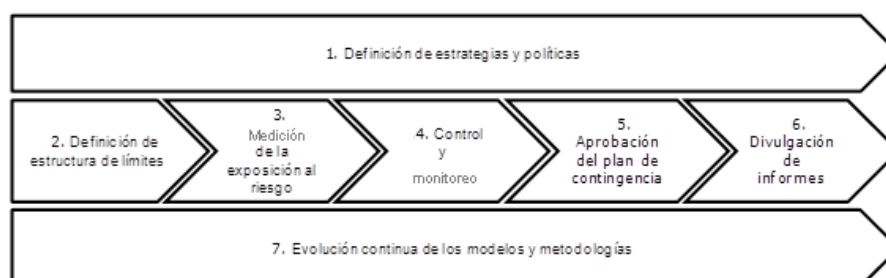 1. Definición de estrategias y políticas
2. Definición de
estructura de límites
3.
Medición
de la
exposición al
riesgo
4. Control
y
monitoreo
5.
Aprobación
del plan de
contingencia
6.
Divulgación
de
informes
7. Evolución continua de los modelos y metodologías